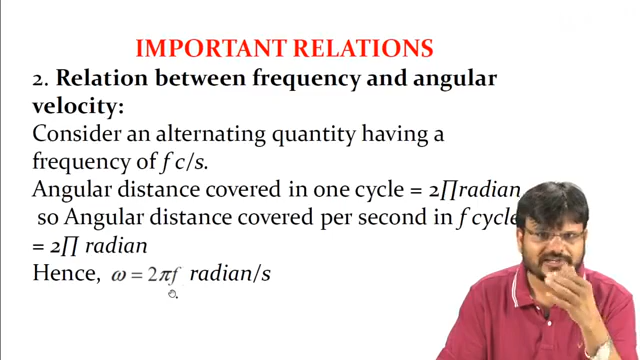 IMPORTANT RELATIONS
2. Relation between frequency and angular
velocity:
Consider an alternating quantity having a
frequency of f c/s.
Angular distance covered in one cycle = 2∏radian
so Angular distance covered per second in f cycle
= 2∏ radian
Hence, ω = 2πf radian/s